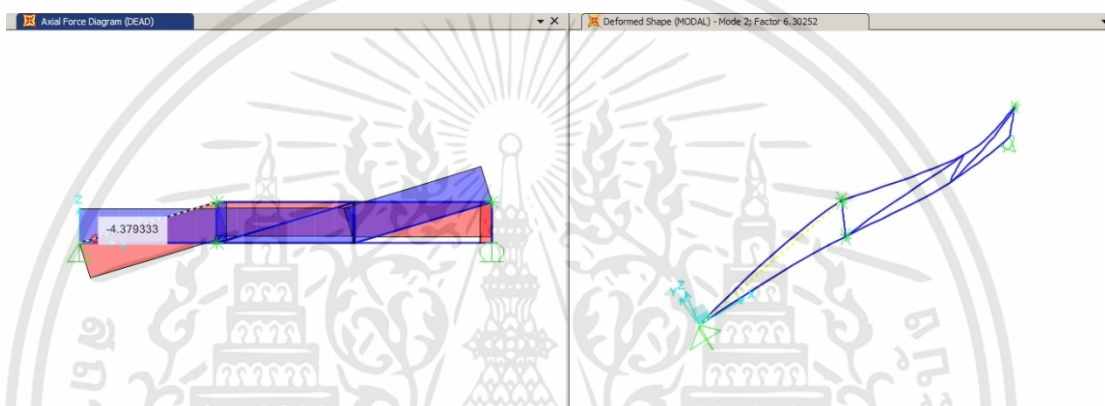 Axial Force Diagram (DEAD)
Deformed Shape (MODAL) - Mode 2; Factor 6.30252
Z
-4.379333
Z
Y
X